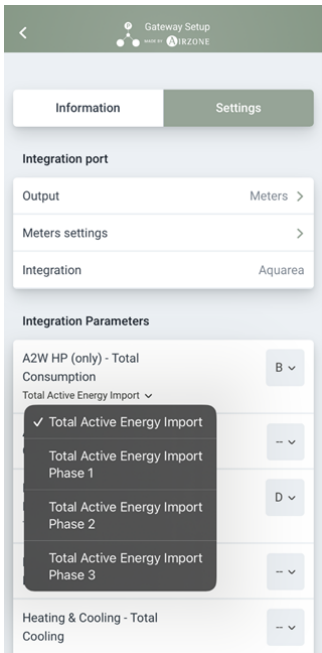 Gateway Setup
MADE BY AIRZONE
Information
Settings
Integration port
Output
Meters
Meters settings
Integration
Aquarea
Integration Parameters
A2W HP (only) - Total
Consumption
B
Total Active Energy Import
✓ Total Active Energy Import
--
Total Active Energy Import
Phase 1
Total Active Energy Import
Phase 2
D
Total Active Energy Import
Phase 3
--
Heating & Cooling - Total
Cooling
--